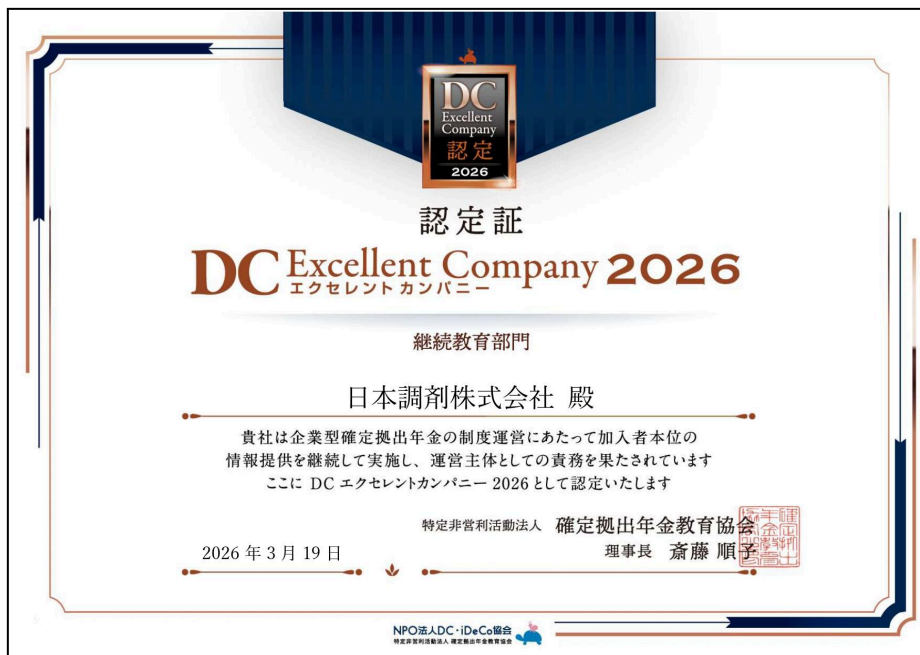 DC
Excellent
Company
認定
2026
認定証
DC Excellent Company 2026
エクセレントカンパニー
継続教育部門
日本調剤株式会社 殿
貴社は企業型確定拠出年金の制度運営にあたって加入者本位の
情報提供を継続して実施し、運営主体としての責務を果たされています
ここに DC エクセレントカンパニー 2026 として認定いたします
特定非営利活動法人 確定拠出年金教育協会
2026 年 3 月 19 日
理事長 斎藤 順子
NPO法人DC・iDeCo協会
特定非営利活動法人 確定拠出年金教育協会